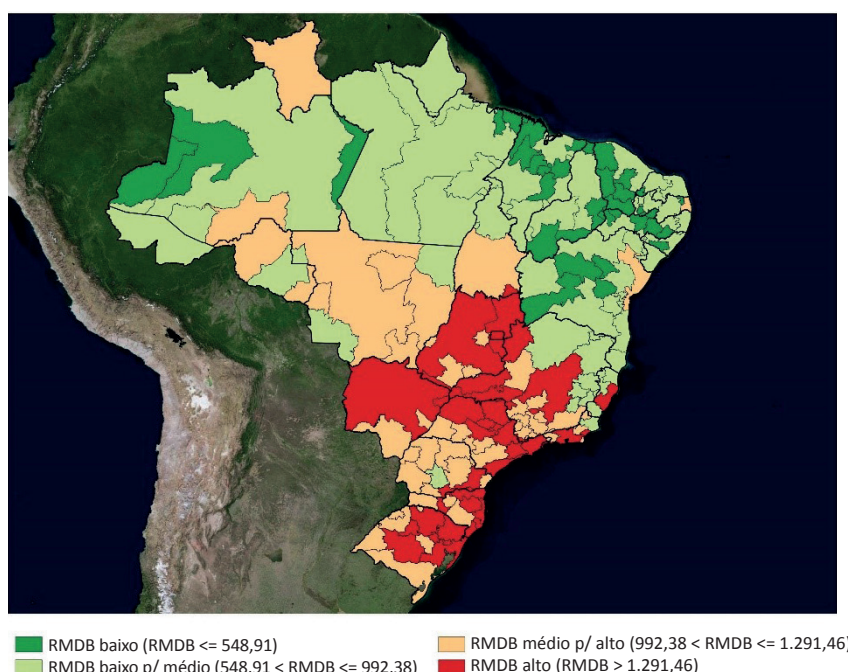 RMDB baixo (RMDB <= 548,91)
RMDB médio p/ alto (992,38 < RMDB <= 1.291,46)
RMDB baixo p/ médio (548,91 < RMDB <= 992,38)
RMDB alto (RMDB > 1.291,46)